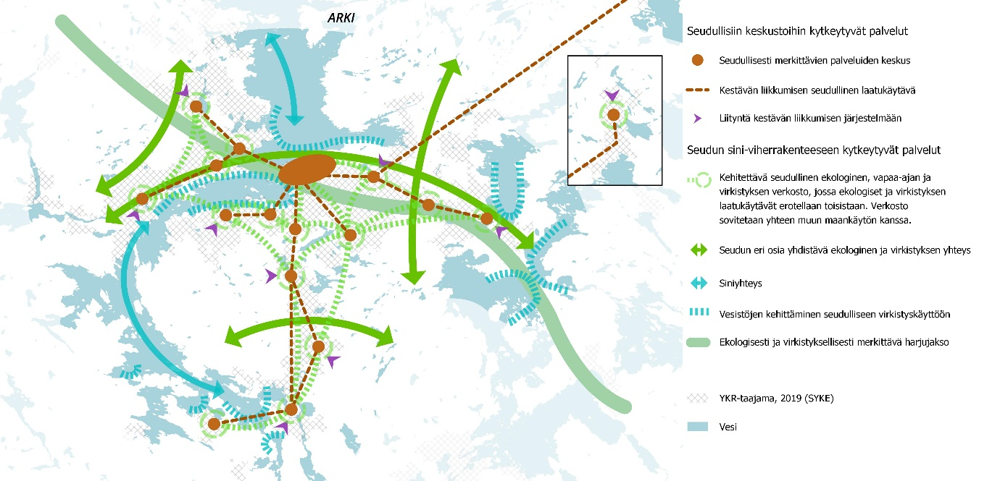 ARKI
Seudullisiin keskustoihin kytkeytyvät palvelut
Seudullisesti merkittävien palveluiden keskus
Kestävän liikkumisen seudullinen laatukäytävä
Liityntä kestävän liikkumisen järjestelmään
Seudun sini-viherrakenteeseen kytkeytyvät palvelut
Kehitettävä seudullinen ekologinen, vapaa-ajan ja
virkistyksen verkosto, jossa ekologiset ja virkistyksen
laatukäytävät erotellaan toisistaan. Verkosto
sovitetaan yhteen muun maankäytön kanssa.
Seudun eri osia yhdistävä ekologinen ja virkistyksen yhteys
Siniyhteys
Vesistöjen kehittäminen seudulliseen virkistyskäyttöön
Ekologisesti ja virkistyksellisesti merkittävä harjujakso
YKR-taajama, 2019 (SYKE)
Vesi